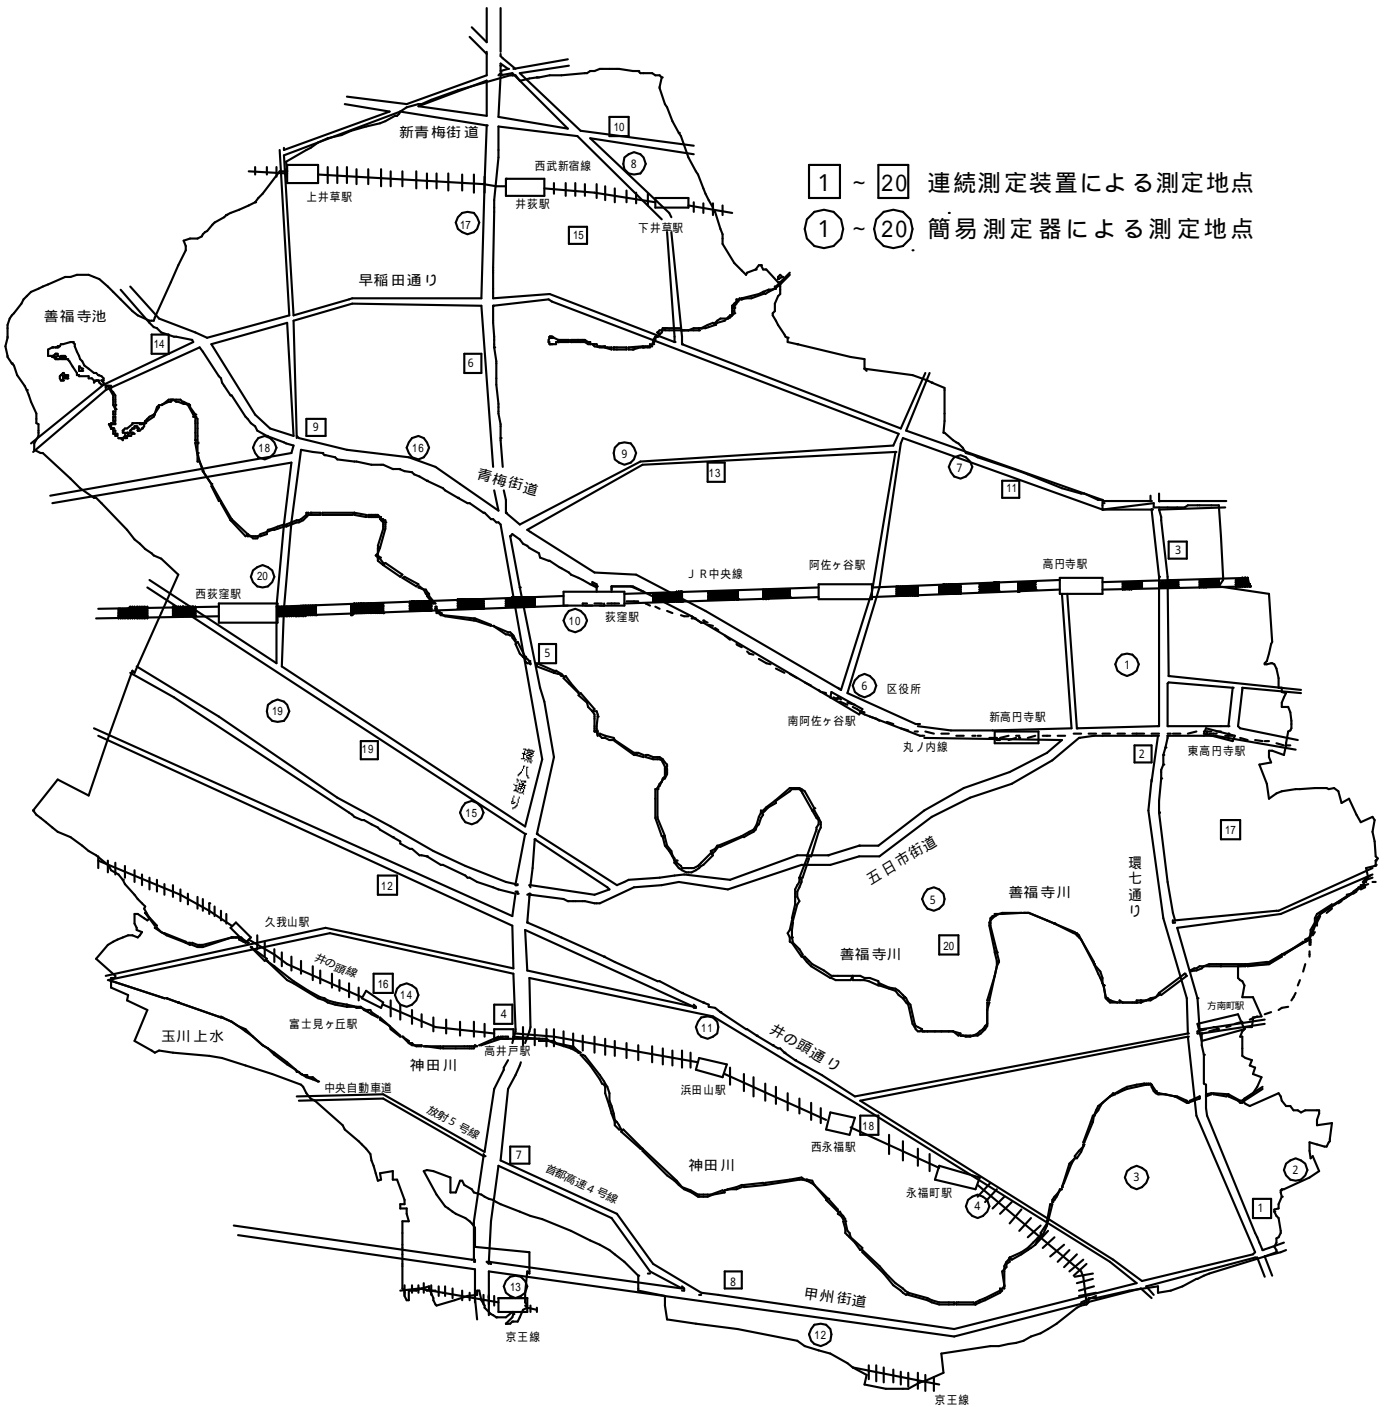 新青梅街道
10
西武新宿線
8
1 ~ 20 連続測定装置による測定地点
上井草駅
井荻駅
17
15
下井草駅
1 ~ 20 簡易測定器による測定地点
早稲田通り
善福寺池
14
6
9
18
16
9
青梅街道
13
7
11
3
20
西荻窪駅
JR中央線
阿佐ヶ谷駅
高円寺駅
10
荻窪駅
5
1
6
区役所
19
南阿佐ヶ谷駅
新高円寺駅
19
丸ノ内線
2
東高円寺駅
環八通り
15
17
五日市街道
12
環七通り
善福寺川
5
久我山駅
善福寺川
20
井の頭線
16
14
富士見ヶ丘駅
4
11
方南町駅
玉川上水
神田川
高井戸駅
井の頭通り
中央自動車道
浜田山駅
放射5号線
西永福駅
18
7
神田川
首都高速4号線
永福町駅
4
3
2
1
13
8
甲州街道
12
京王線
京王線